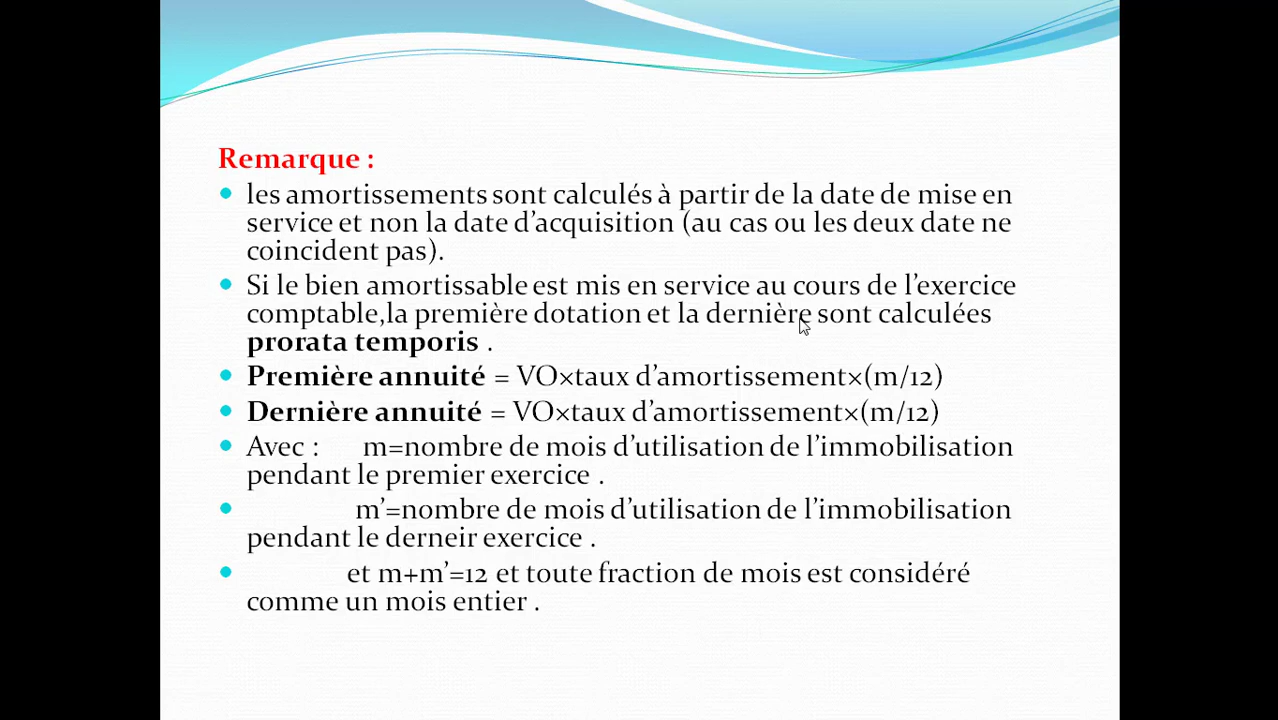 Remarque :
les amortissements sont calculés à partir de la date de mise en
service et non la date d’acquisition (au cas ou les deux date ne
coincident pas).
Si le bien amortissable est mis en service au cours de l’exercice
comptable,la première dotation et la dernière sont calculées
prorata temporis .
Première annuité = VO×taux d’amortissement×(m/12)
Dernière annuité = VO×taux d’amortissement×(m/12)
Avec : m=nombre de mois d’utilisation de l’immobilisation
pendant le premier exercice .
m’=nombre de mois d’utilisation de l’immobilisation
pendant le derneir exercice .
et m+m’=12 et toute fraction de mois est considéré
comme un mois entier .